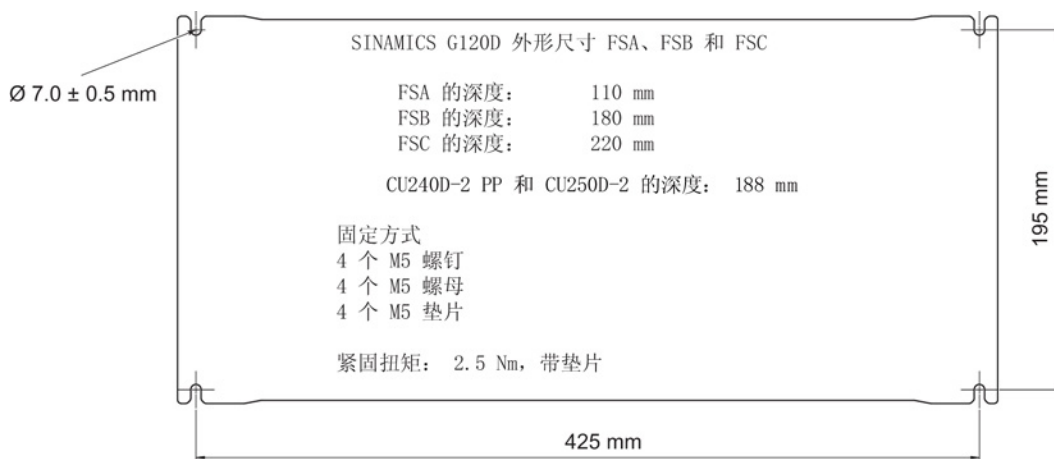 SINAMICS G120D 外形尺寸 FSA、FSB 和 FSC
Ø 7.0 ± 0.5 mm
FSA 的深度： 110 mm
FSB 的深度： 180 mm
FSC 的深度： 220 mm
CU240D-2 PP 和 CU250D-2 的深度： 188 mm
195 mm
固定方式
4 个 M5 螺钉
4 个 M5 螺母
4 个 M5 垫片
紧固扭矩： 2.5 Nm，带垫片
425 mm